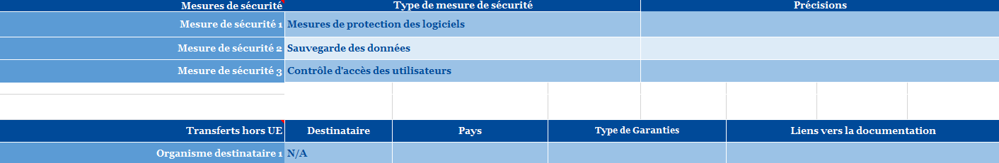 Mesures de sécurité Type de mesure de sécurité Précisions
Mesure de sécurité 1 Mesures de protection des logiciels
Mesure de sécurité 2 Sauvegarde des données
Mesure de sécurité 3 Contrôle d'accès des utilisateurs
Transferts hors UE Destinataire Pays Type de Garanties Liens vers la documentation
Organisme destinataire 1 N/A